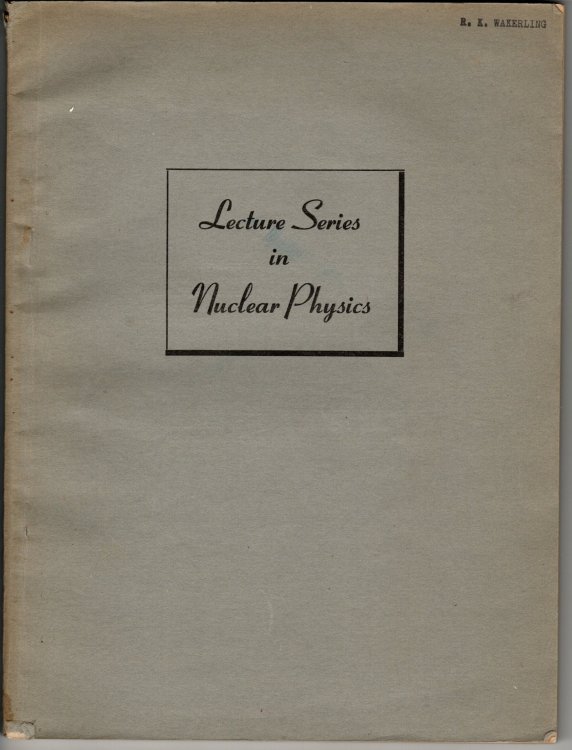 R. K. WAKERLING
Lecture Series
in
Nuclear Physics